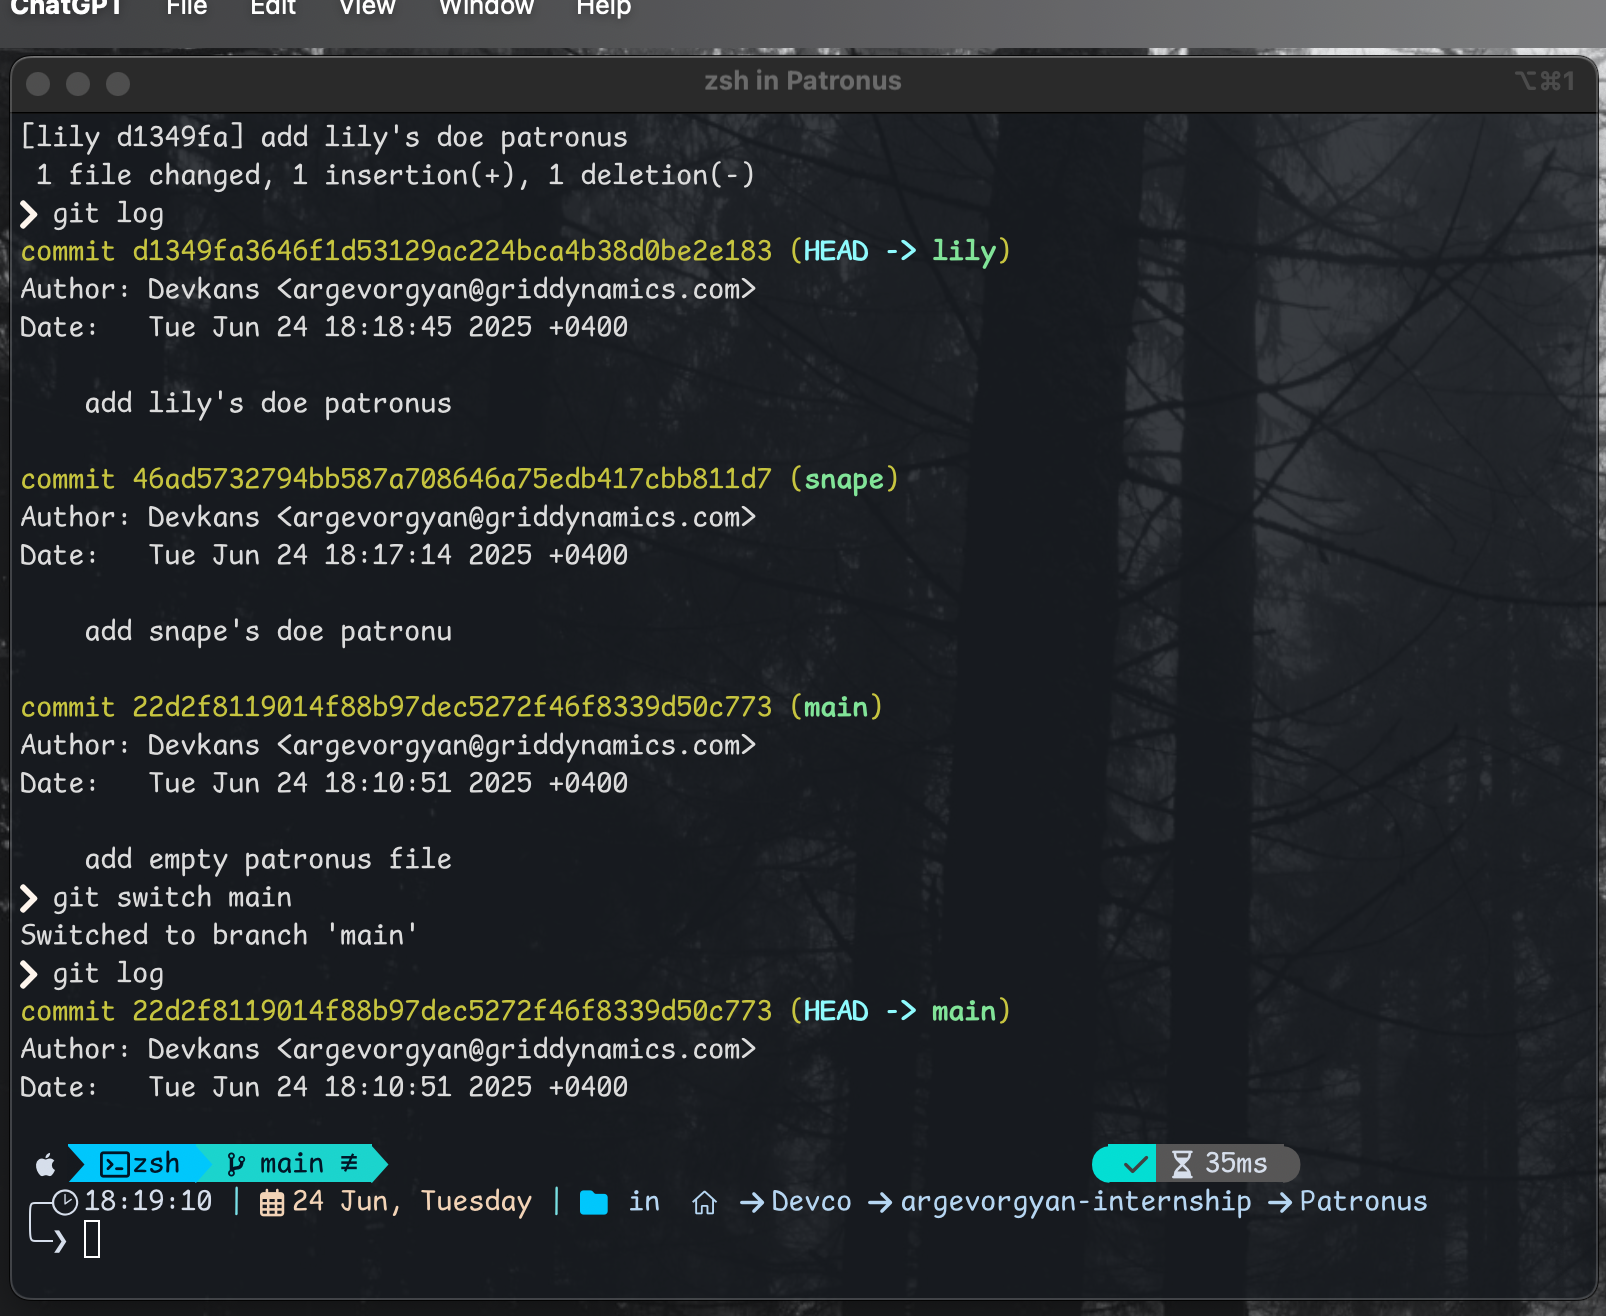 ChatGPT File Edit View Window Help
zsh in Patronus ⌥⌘1
[lily d1349fa] add lily's doe patronus
 1 file changed, 1 insertion(+), 1 deletion(-)
❯ git log
commit d1349fa3646f1d53129ac224bca4b38d0be2e183 (HEAD -> lily)
Author: Devkans <argevorgyan@griddynamics.com>
Date:   Tue Jun 24 18:18:45 2025 +0400
    add lily's doe patronus
commit 46ad5732794bb587a708646a75edb417cbb811d7 (snape)
Author: Devkans <argevorgyan@griddynamics.com>
Date:   Tue Jun 24 18:17:14 2025 +0400
    add snape's doe patronu
commit 22d2f8119014f88b97dec5272f46f8339d50c773 (main)
Author: Devkans <argevorgyan@griddynamics.com>
Date:   Tue Jun 24 18:10:51 2025 +0400
    add empty patronus file
❯ git switch main
Switched to branch 'main'
❯ git log
commit 22d2f8119014f88b97dec5272f46f8339d50c773 (HEAD -> main)
Author: Devkans <argevorgyan@griddynamics.com>
Date:   Tue Jun 24 18:10:51 2025 +0400
zsh main ≢ ✓ 35ms
18:19:10 | 24 Jun, Tuesday | in → Devco → argevorgyan-internship → Patronus
❯